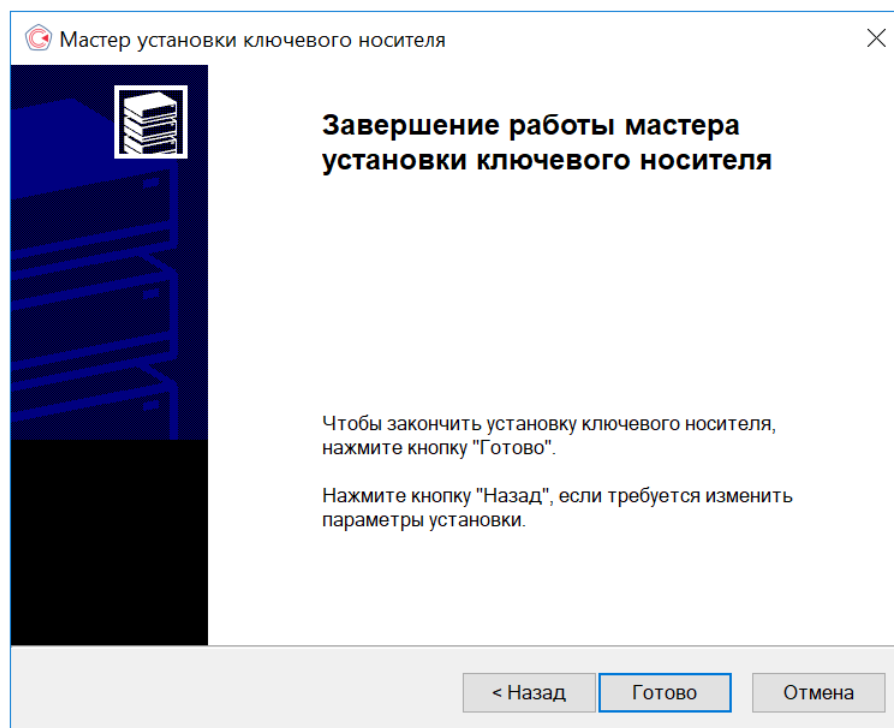 Мастер установки ключевого носителя
Завершение работы мастера
установки ключевого носителя
Чтобы закончить установку ключевого носителя,
нажмите кнопку "Готово".
Нажмите кнопку "Назад", если требуется изменить
параметры установки.
< Назад Готово Отмена